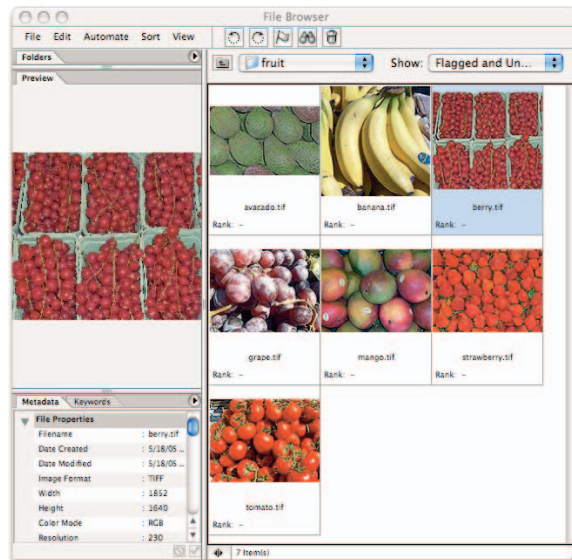 File Browser
File Edit Automate Sort View
Folders
fruit Show: Flagged and Un...
Preview
avacado.tif banana.tif berry.tif
Rank: – Rank: – Rank: –
grape.tif mango.tif strawberry.tif
Rank: – Rank: – Rank: –
tomato.tif
Rank: –
Metadata Keywords
File Properties
Filename : berry.tif
Date Created : 5/18/05 ...
Date Modified : 5/18/05 ...
Image Format : TIFF
Width : 1852
Height : 1640
Color Mode : RGB
Resolution : 230
7 Item(s)